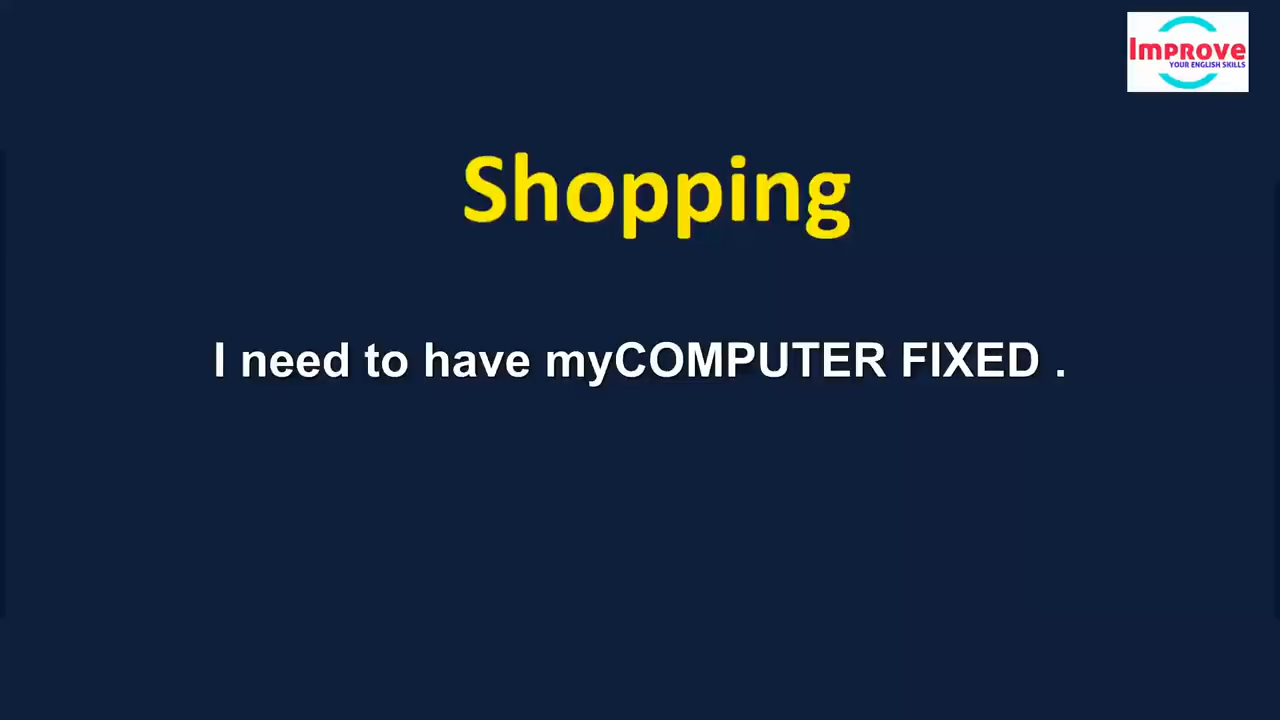 Improve
YOUR ENGLISH SKILLS
Shopping
I need to have myCOMPUTER FIXED .